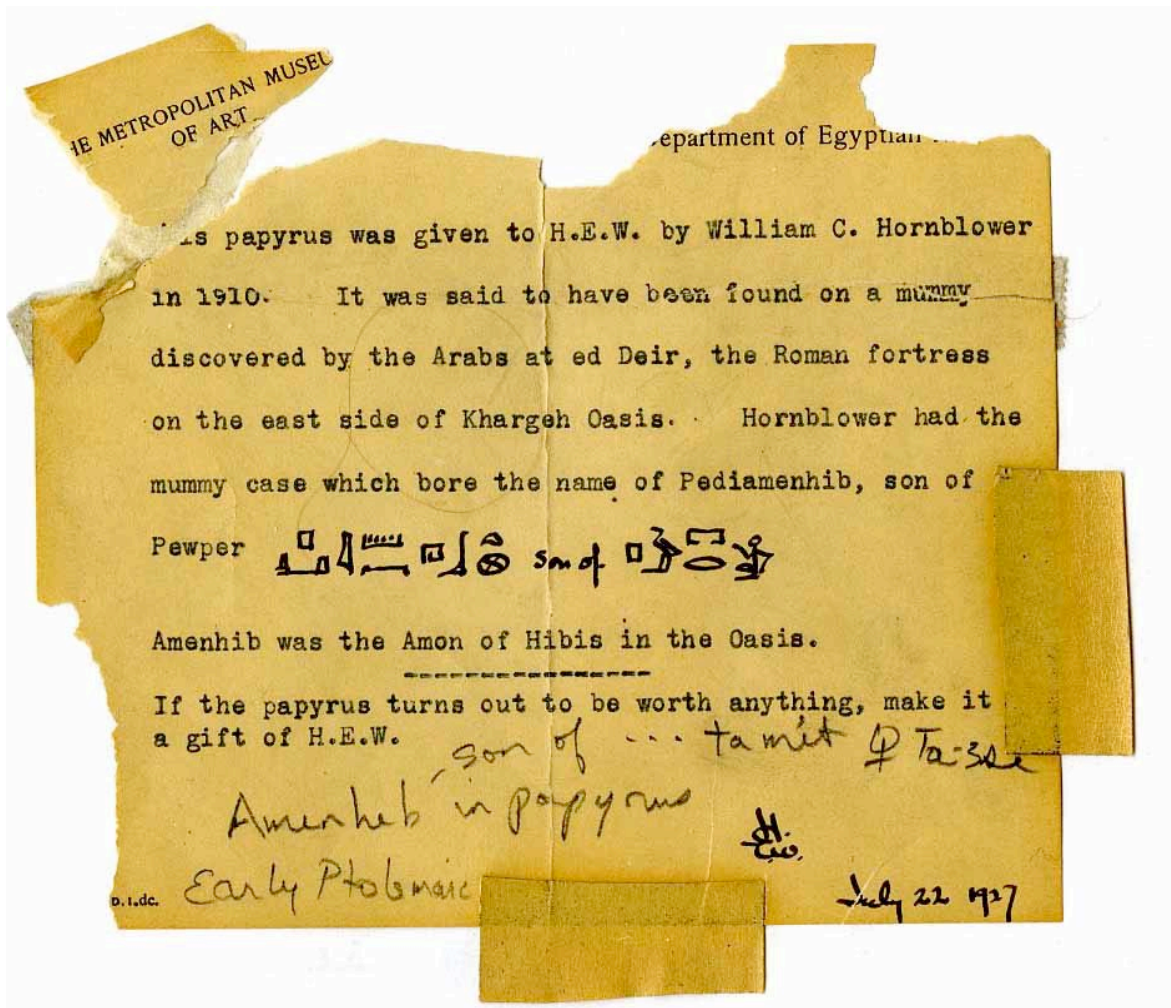 HE METROPOLITAN MUSEU
OF ART
epartment of Egyptian
is papyrus was given to H.E.W. by William C. Hornblower
in 1910. It was said to have been found on a mummy
discovered by the Arabs at ed Deir, the Roman fortress
on the east side of Khargeh Oasis. Hornblower had the
mummy case which bore the name of Pediamenhib, son of
Pewper son of
Amenhib was the Amon of Hibis in the Oasis.
If the papyrus turns out to be worth anything, make it
a gift of H.E.W.
son of ... tamît ♀
Amenheb in papyrus
H.E.W.
Early Ptolemaic
D.I.dc.
July 22 1927